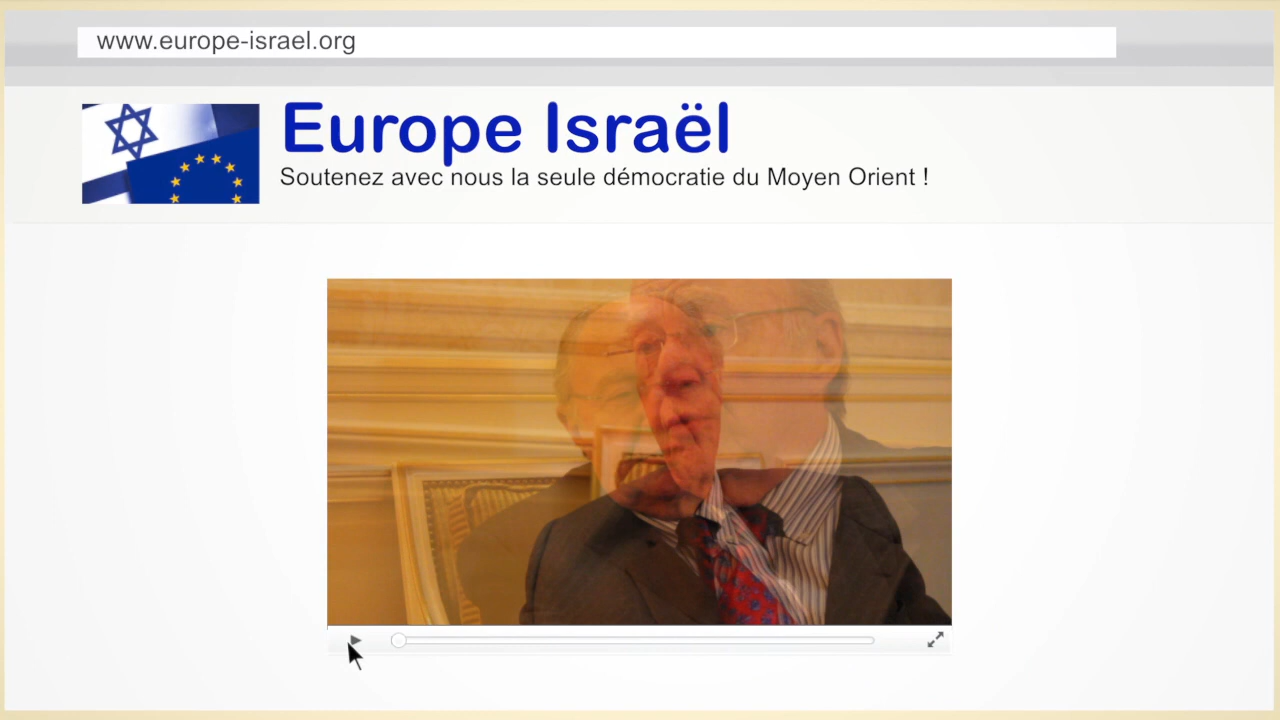 www.europe-israel.org
Europe Israël
Soutenez avec nous la seule démocratie du Moyen Orient !